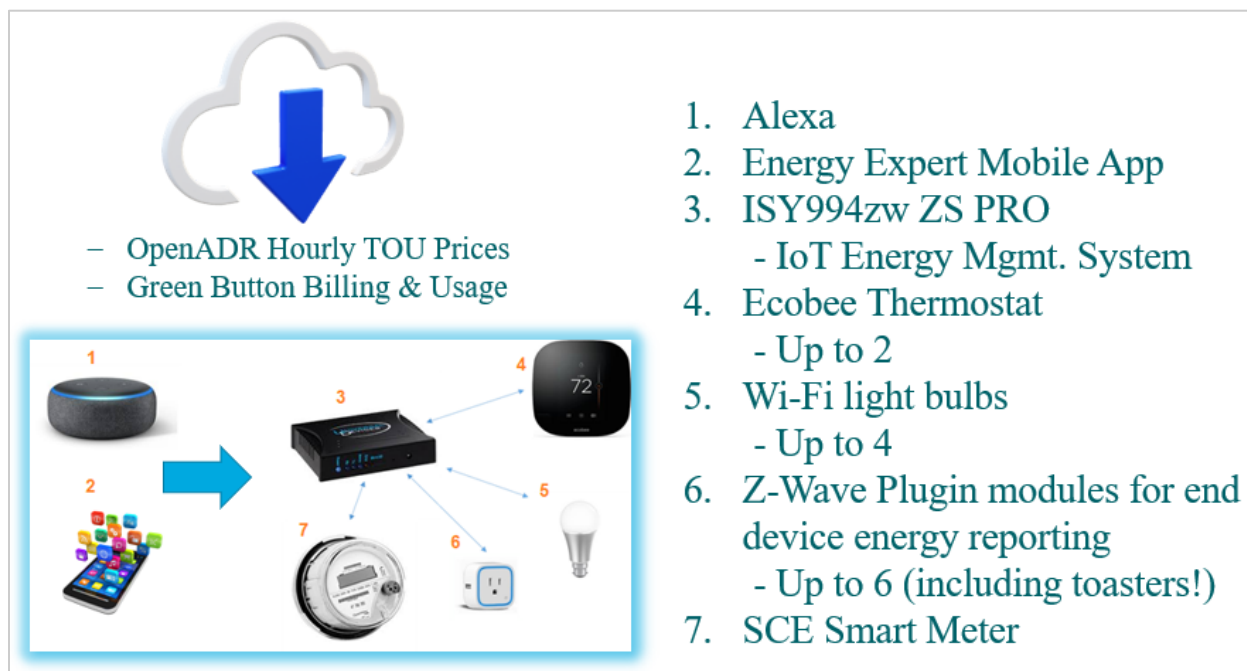 – OpenADR Hourly TOU Prices
– Green Button Billing & Usage
1
2
3
4
72
5
6
7
1. Alexa
2. Energy Expert Mobile App
3. ISY994zw ZS PRO
- IoT Energy Mgmt. System
4. Ecobee Thermostat
- Up to 2
5. Wi-Fi light bulbs
- Up to 4
6. Z-Wave Plugin modules for end
device energy reporting
- Up to 6 (including toasters!)
7. SCE Smart Meter